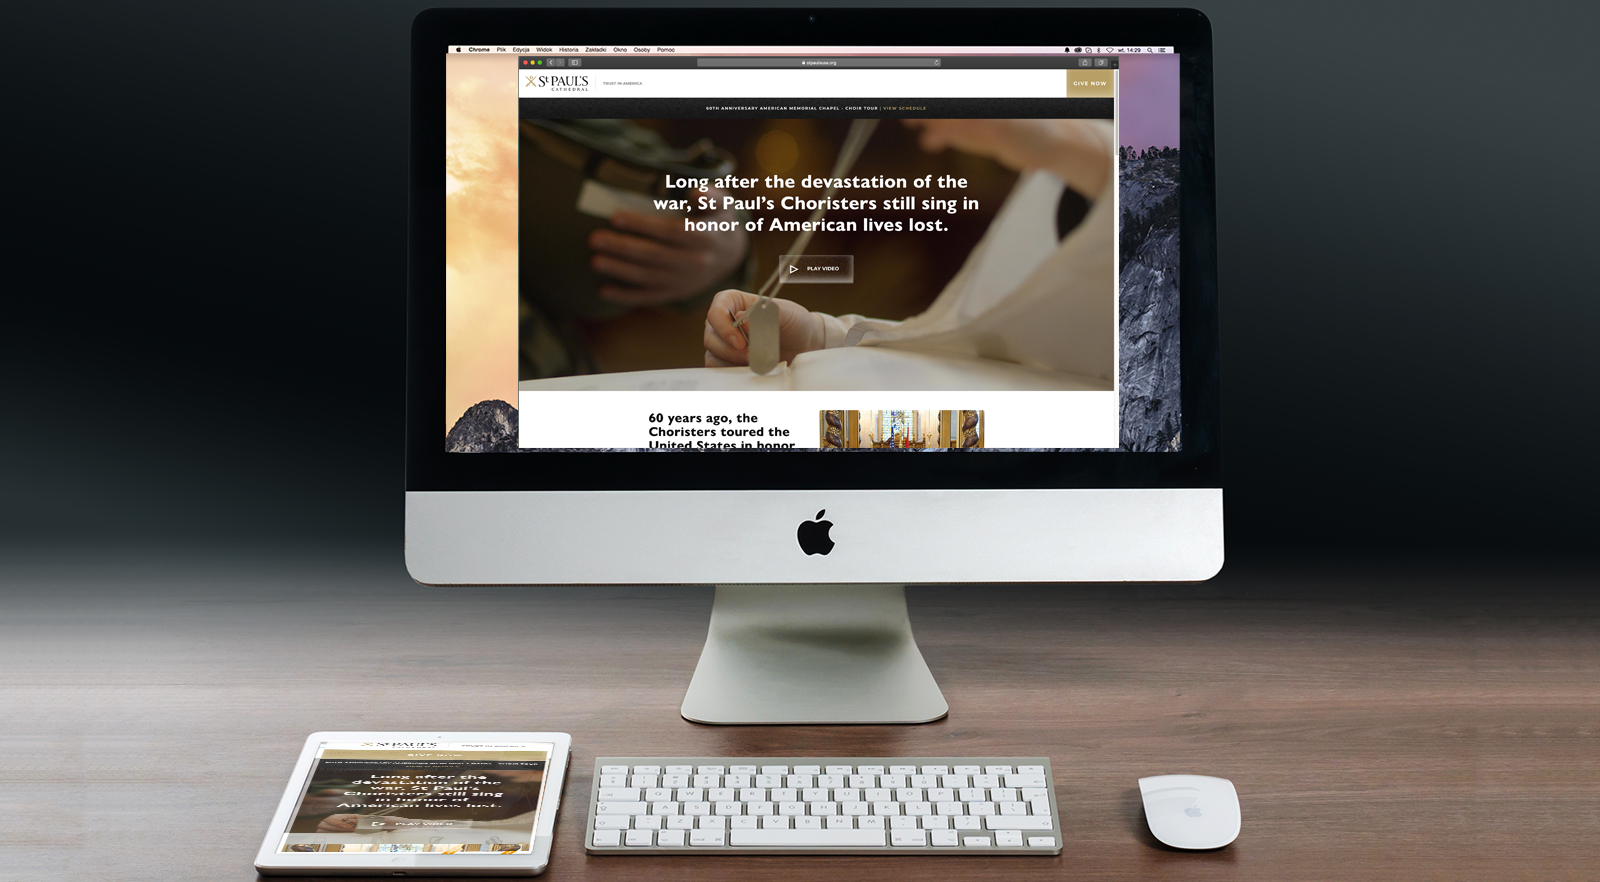 Chrome Plik Edycja Widok Historia Zakładki Okno Osoby Pomoc
wt. 14:29
stpaulsusa.org
St PAUL'S
CATHEDRAL
TRUST IN AMERICA
GIVE NOW
60TH ANNIVERSARY AMERICAN MEMORIAL CHAPEL - CHOIR TOUR | VIEW SCHEDULE
Long after the devastation of the
war, St Paul's Choristers still sing in
honor of American lives lost.
PLAY VIDEO
60 years ago, the
Choristers toured the
United States in honor
St PAUL'S
GIVE NOW
Long after the
devastation of the
war, St Paul's
Choristers still sing
in honor of
American lives lost.
PLAY VIDEO
Q W E R T Y U I O P
A S D F G H J K L
Z X C V B N M